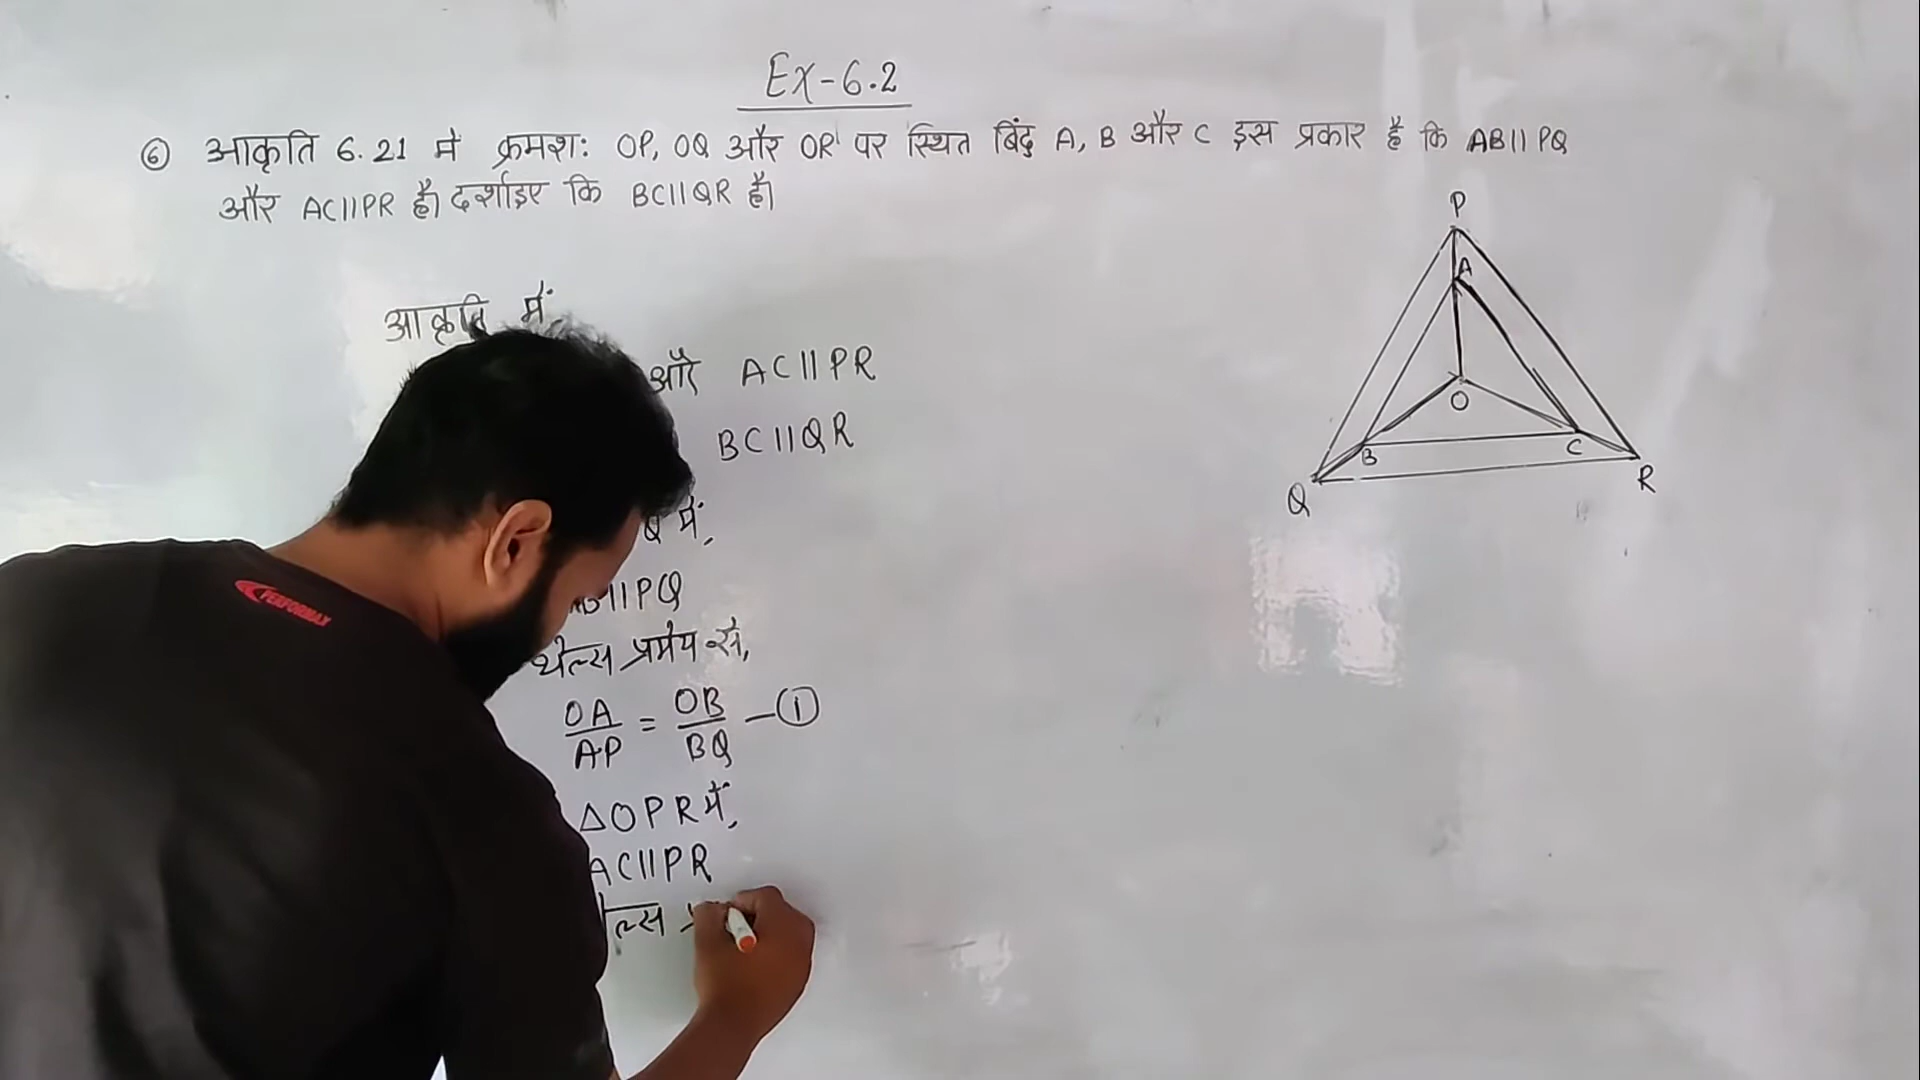 Ex-6.2
⑥ आकृति 6.21 में क्रमशः OP, OQ और OR पर स्थित बिंदु A, B और C इस प्रकार है कि AB||PQ
और AC||PR है। दर्शाइए कि BC||QR है।
P
A
O
B
C
Q
R
आकृति में,
और AC||PR
BC||QR
में,
||PQ
थेल्स प्रमेय से,
OA/AP = OB/BQ —①
△OPR में,
AC||PR
PERFORMAX